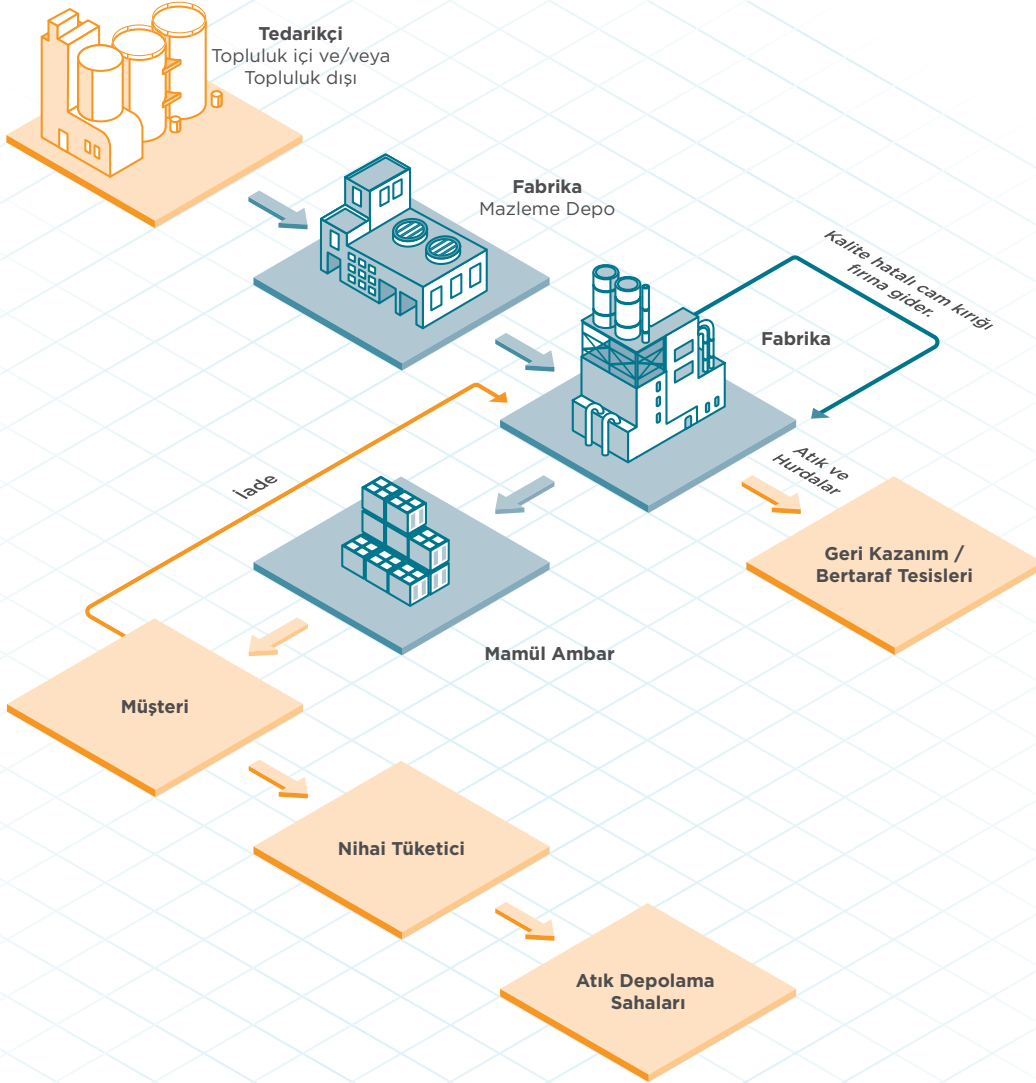 Tedarikçi
Topluluk içi ve/veya
Topluluk dışı
Fabrika
Mazleme Depo
Kalite hatalı cam kırığı
fırına gider.
Fabrika
Atık ve
Hurdalar
İade
Geri Kazanım /
Bertaraf Tesisleri
Mamül Ambar
Müşteri
Nihai Tüketici
Atık Depolama
Sahaları